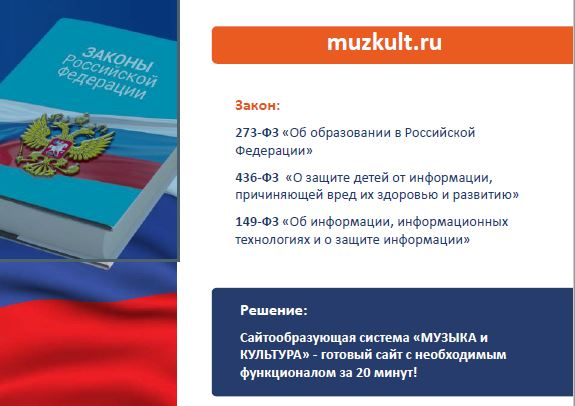 ЗАКОНЫ
Российской
Федерации
muzkult.ru
Закон:
273-ФЗ «Об образовании в Российской
Федерации»
436-ФЗ «О защите детей от информации,
причиняющей вред их здоровью и развитию»
149-ФЗ «Об информации, информационных
технологиях и о защите информации»
Решение:
Сайтообразующая система «МУЗЫКА и
КУЛЬТУРА» - готовый сайт с необходимым
функционалом за 20 минут!